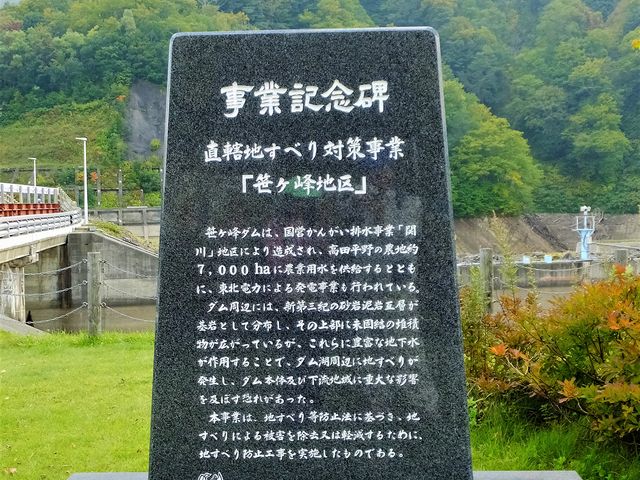 事業記念碑
直轄地すべり対策事業
「笹ヶ峰地区」
笹ヶ峰ダムは、国営かんがい排水事業「関
川」地区により造成され、高田平野の農地約
7,000haに農業用水を供給するととも
に、東北電力による発電事業も行われている。
ダム周辺には、新第三紀の砂岩泥岩互層が
基岩として分布し、その上部に未固結の堆積
物が広がっているが、これらに豊富な地下水
が作用することで、ダム湖周辺に地すべりが
発生し、ダム本体及び下流地域に重大な影響
を及ぼす恐れがあった。
本事業は、地すべり等防止法に基づき、地
すべりによる被害を除去又は軽減するために、
地すべり防止工事を実施したものである。